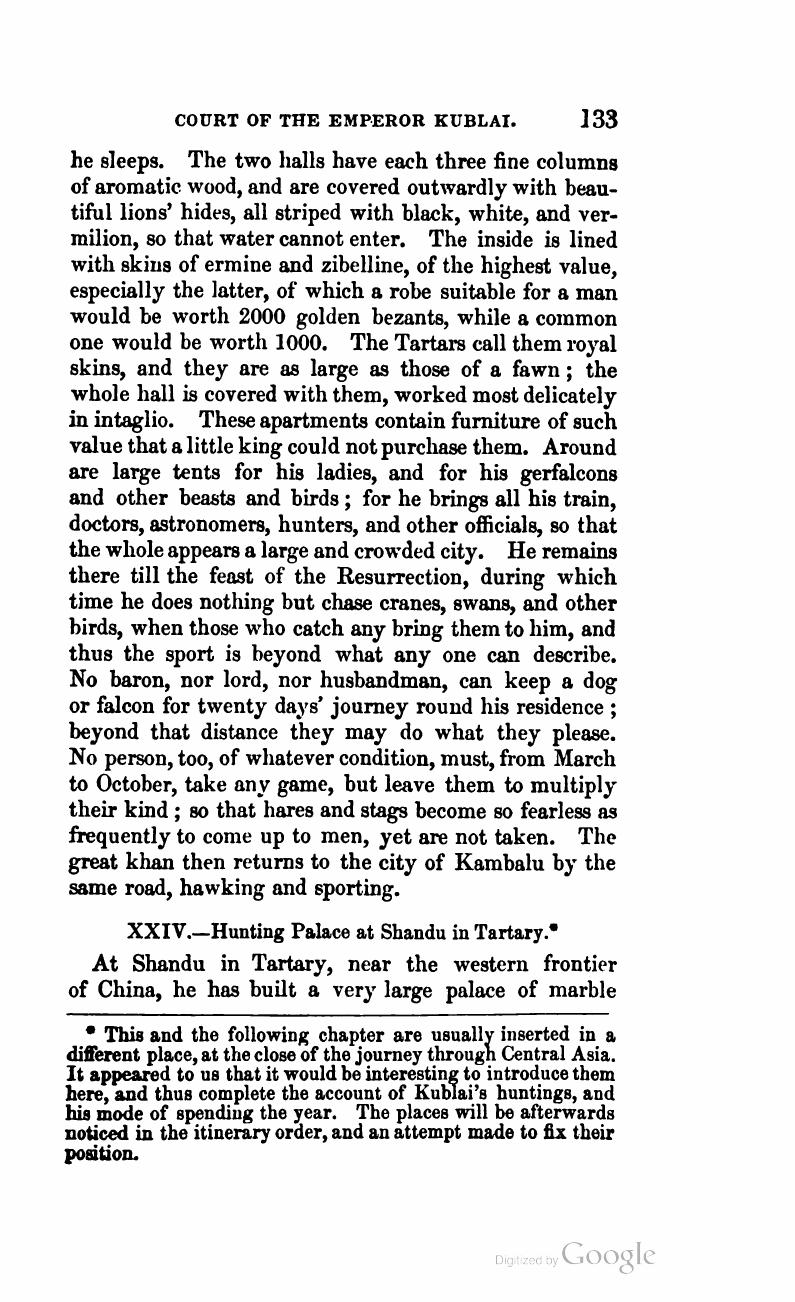 COURT OF THE EMPEROR KUBLAI. 133
he sleeps. The two halls have each three fine columns
of aromatic wood, and are covered outwardly with beau-
tiful lions' hides, all striped with black, white, and ver-
milion, so that water cannot enter. The inside is lined
with skins of ermine and zibelline, of the highest value,
especially the latter, of which a robe suitable for a man
would be worth 2000 golden bezants, while a common
one would be worth 1000. The Tartars call them royal
skins, and they are as large as those of a fawn ; the
whole hall is covered with them, worked most delicately
in intaglio. These apartments contain furniture of such
value that a little king could not purchase them. Around
are large tents for his ladies, and for his gerfalcons
and other beasts and birds ; for he brings all his train,
doctors, astronomers, hunters, and other officials, so that
the whole appears a large and crowded city. He remains
there till the feast of the Resurrection, during which
time he does nothing but chase cranes, swans, and other
birds, when those who catch any bring them to him, and
thus the sport is beyond what any one can describe.
No baron, nor lord, nor husbandman, can keep a dog
or falcon for twenty days' journey round his residence ;
beyond that distance they may do what they please.
No person, too, of whatever condition, must, from March
to October, take any game, but leave them to multiply
their kind ; so that hares and stags become so fearless as
frequently to come up to men, yet are not taken. The
great khan then returns to the city of Kambalu by the
same road, hawking and sporting.
XXIV.—Hunting Palace at Shandu in Tartary.*
At Shandu in Tartary, near the western frontier
of China, he has built a very large palace of marble
* This and the following chapter are usually inserted in a
different place, at the close of the journey through Central Asia.
It appeared to us that it would be interesting to introduce them
here, and thus complete the account of Kublai's huntings, and
his mode of spending the year. The places will be afterwards
noticed in the itinerary order, and an attempt made to fix their
position.
Digitized by Google